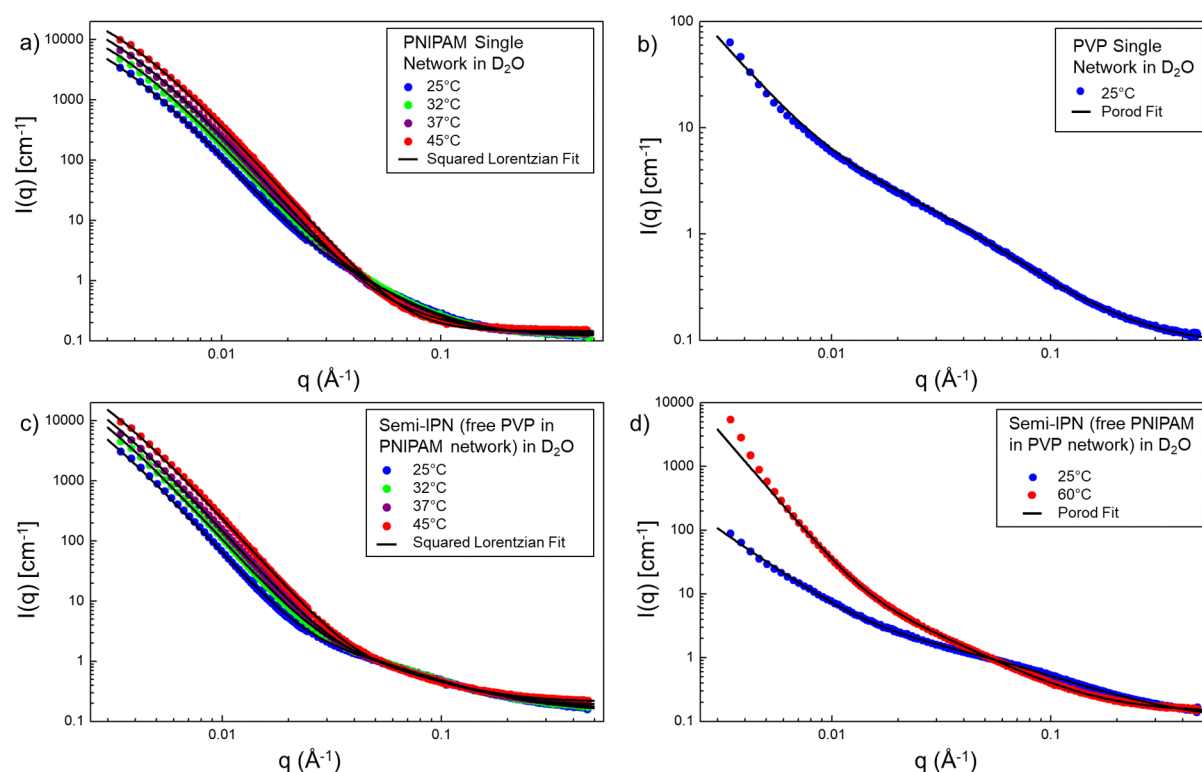 a)
10000
1000
100
10
1
0.1
I(q) [cm⁻¹]
0.01
0.1
q (Å⁻¹)
PNIPAM Single
Network in D₂O
25°C
32°C
37°C
45°C
Squared Lorentzian Fit
b)
100
10
1
0.1
I(q) [cm⁻¹]
0.01
0.1
q (Å⁻¹)
PVP Single
Network in D₂O
25°C
Porod Fit
c)
10000
1000
100
10
1
0.1
I(q) [cm⁻¹]
0.01
0.1
q (Å⁻¹)
Semi-IPN (free PVP in
PNIPAM network) in D₂O
25°C
32°C
37°C
45°C
Squared Lorentzian Fit
d)
10000
1000
100
10
1
0.1
I(q) [cm⁻¹]
0.01
0.1
q (Å⁻¹)
Semi-IPN (free PNIPAM
in PVP network) in D₂O
25°C
60°C
Porod Fit